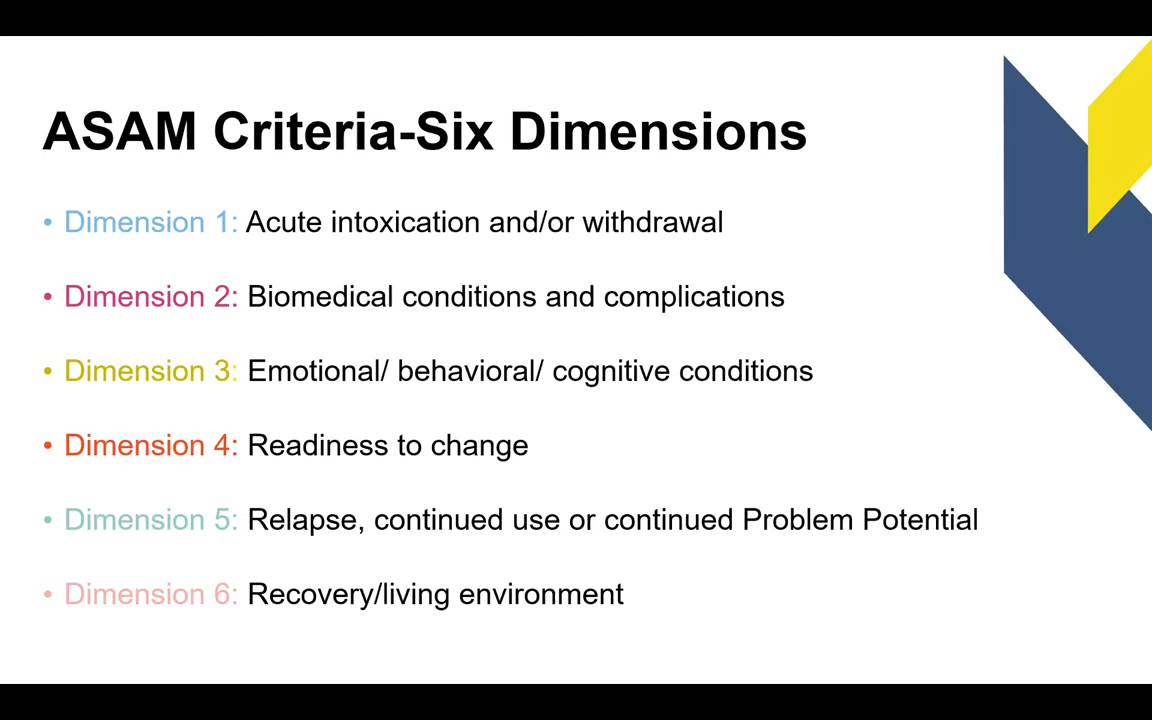 ASAM Criteria-Six Dimensions
• Dimension 1: Acute intoxication and/or withdrawal
• Dimension 2: Biomedical conditions and complications
• Dimension 3: Emotional/ behavioral/ cognitive conditions
• Dimension 4: Readiness to change
• Dimension 5: Relapse, continued use or continued Problem Potential
• Dimension 6: Recovery/living environment